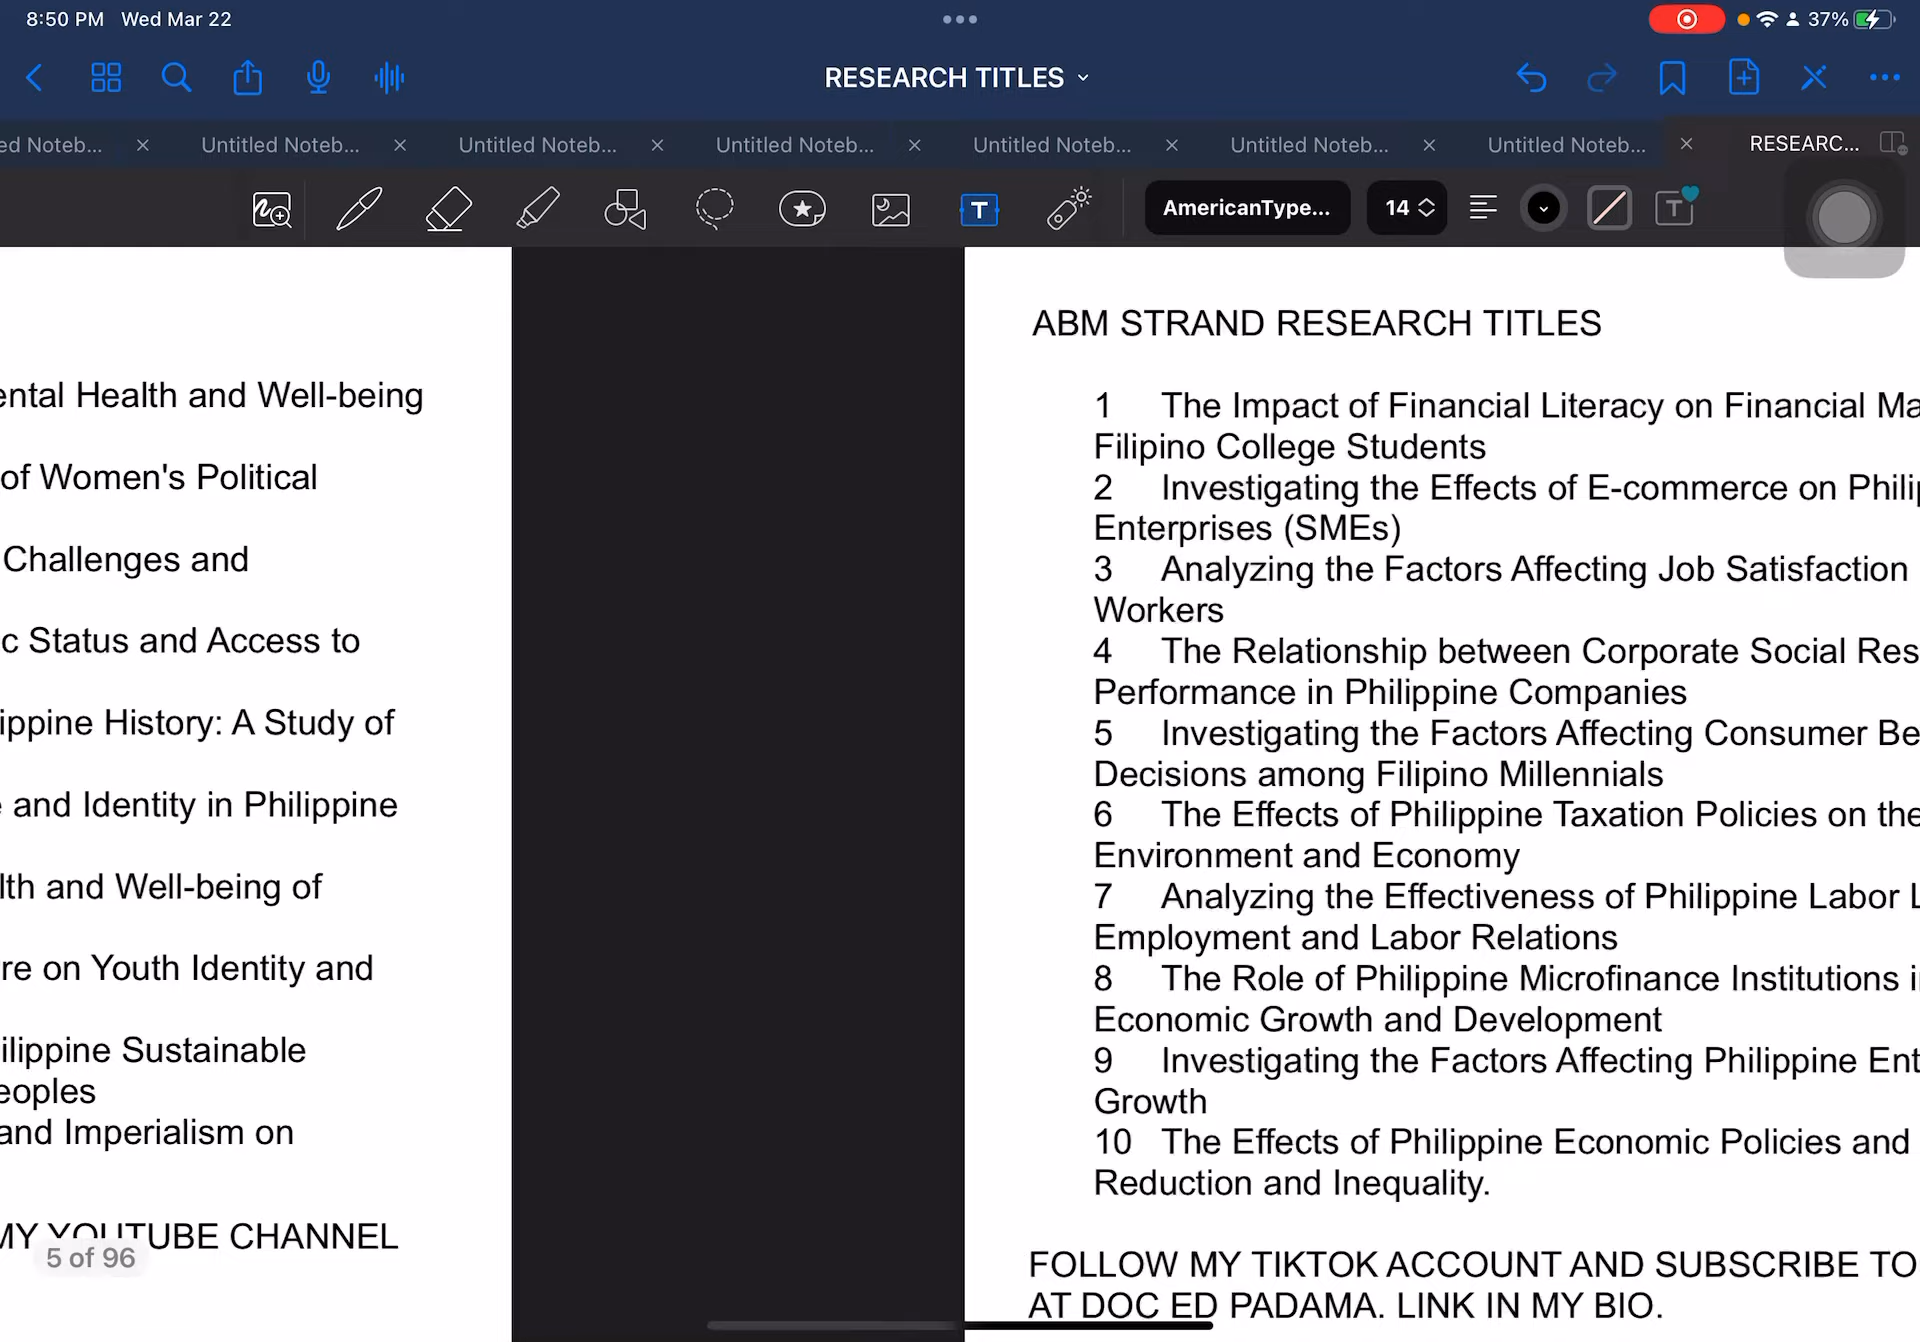 8:50 PM Wed Mar 22
37%
RESEARCH TITLES
ed Noteb...
Untitled Noteb...
Untitled Noteb...
Untitled Noteb...
Untitled Noteb...
Untitled Noteb...
Untitled Noteb...
RESEARC...
T
AmericanType...
14
T
ental Health and Well-being
of Women's Political
Challenges and
c Status and Access to
ippine History: A Study of
and Identity in Philippine
lth and Well-being of
re on Youth Identity and
ilippine Sustainable
eoples
and Imperialism on
MY YOUTUBE CHANNEL
5 of 96
ABM STRAND RESEARCH TITLES
1 The Impact of Financial Literacy on Financial Ma
Filipino College Students
2 Investigating the Effects of E-commerce on Philip
Enterprises (SMEs)
3 Analyzing the Factors Affecting Job Satisfaction
Workers
4 The Relationship between Corporate Social Res
Performance in Philippine Companies
5 Investigating the Factors Affecting Consumer Be
Decisions among Filipino Millennials
6 The Effects of Philippine Taxation Policies on the
Environment and Economy
7 Analyzing the Effectiveness of Philippine Labor L
Employment and Labor Relations
8 The Role of Philippine Microfinance Institutions i
Economic Growth and Development
9 Investigating the Factors Affecting Philippine Ent
Growth
10 The Effects of Philippine Economic Policies and
Reduction and Inequality.
FOLLOW MY TIKTOK ACCOUNT AND SUBSCRIBE TO
AT DOC ED PADAMA. LINK IN MY BIO.